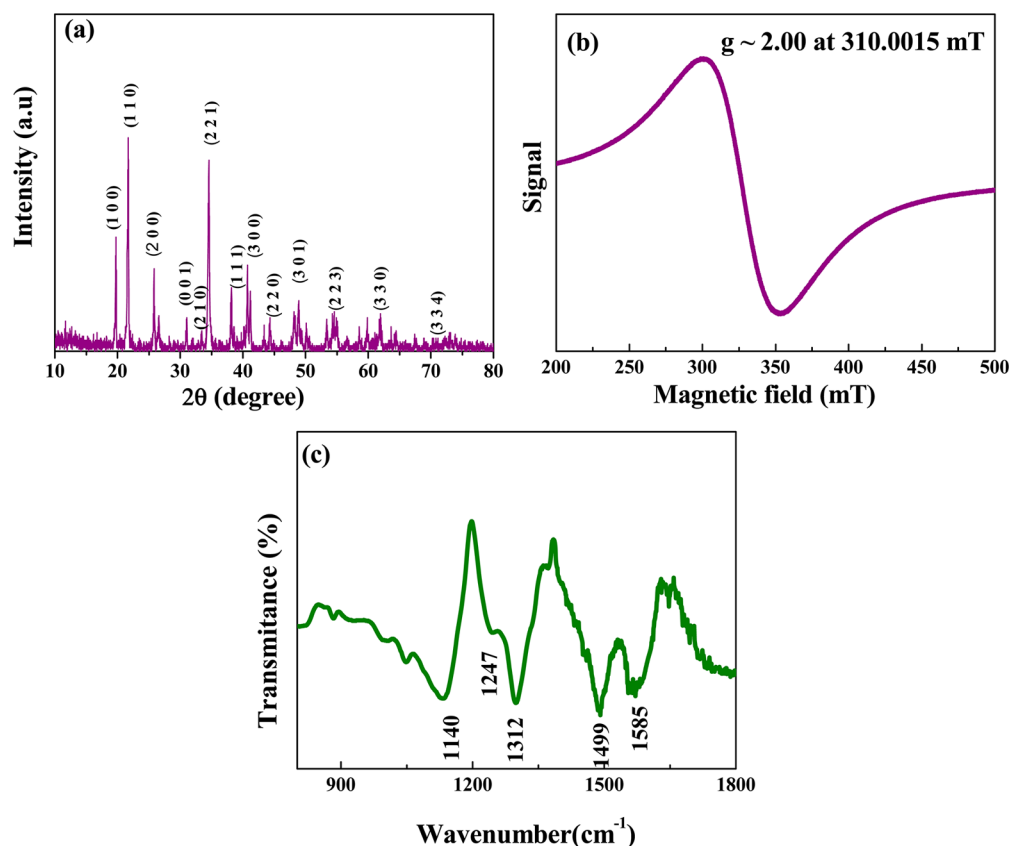 (a)
Intensity (a.u)
(1 0 0)
(1 1 0)
(2 0 0)
(0 0 1)
(2 1 0)
(2 2 1)
(1 1 1)
(3 0 0)
(2 2 0)
(3 0 1)
(2 2 3)
(3 3 0)
(3 3 4)
10 20 30 40 50 60 70 80
2θ (degree)
(b)
g ~ 2.00 at 310.0015 mT
Signal
200 250 300 350 400 450 500
Magnetic field (mT)
(c)
Transmitance (%)
1140
1247
1312
1499
1585
900 1200 1500 1800
Wavenumber(cm⁻¹)